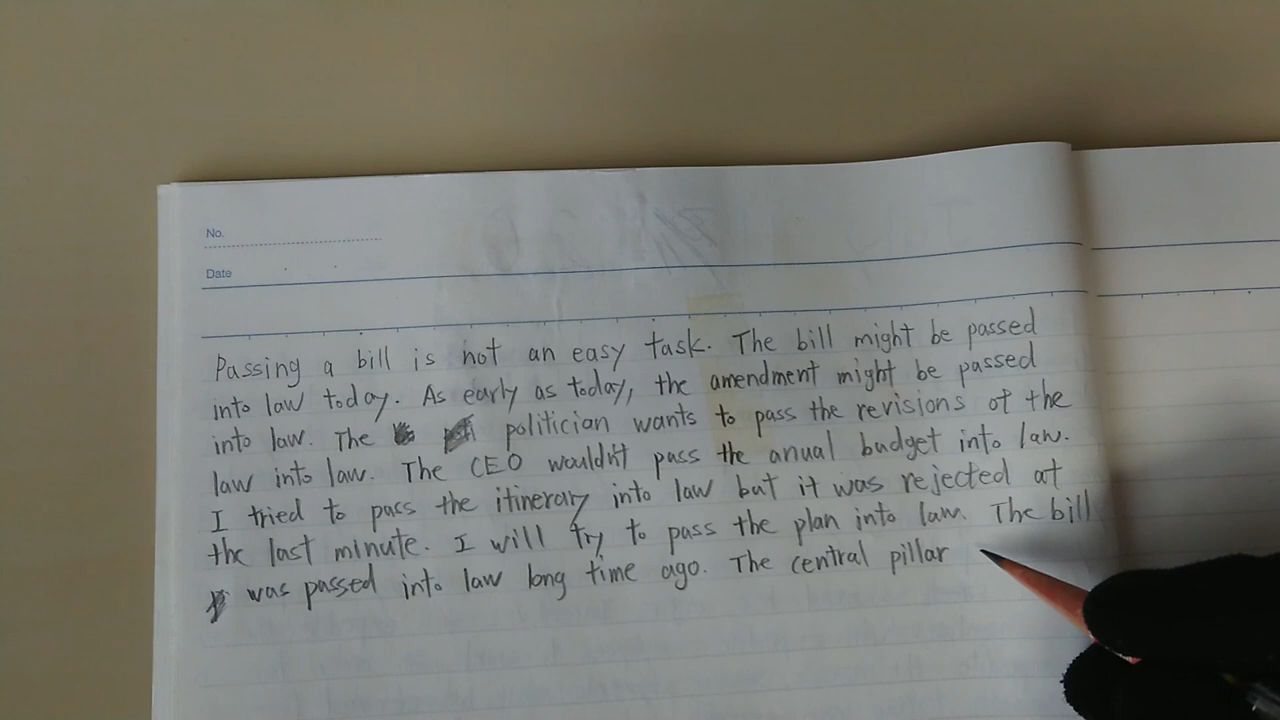 No.
Date
Passing a bill is not an easy task. The bill might be passed
into law today. As early as today, the amendment might be passed
into law. The politician wants to pass the revisions of the
law into law. The CEO wouldn't pass the anual budget into law.
I tried to pass the itinerary into law but it was rejected at
the last minute. I will try to pass the plan into law. The bill
was passed into law long time ago. The central pillar